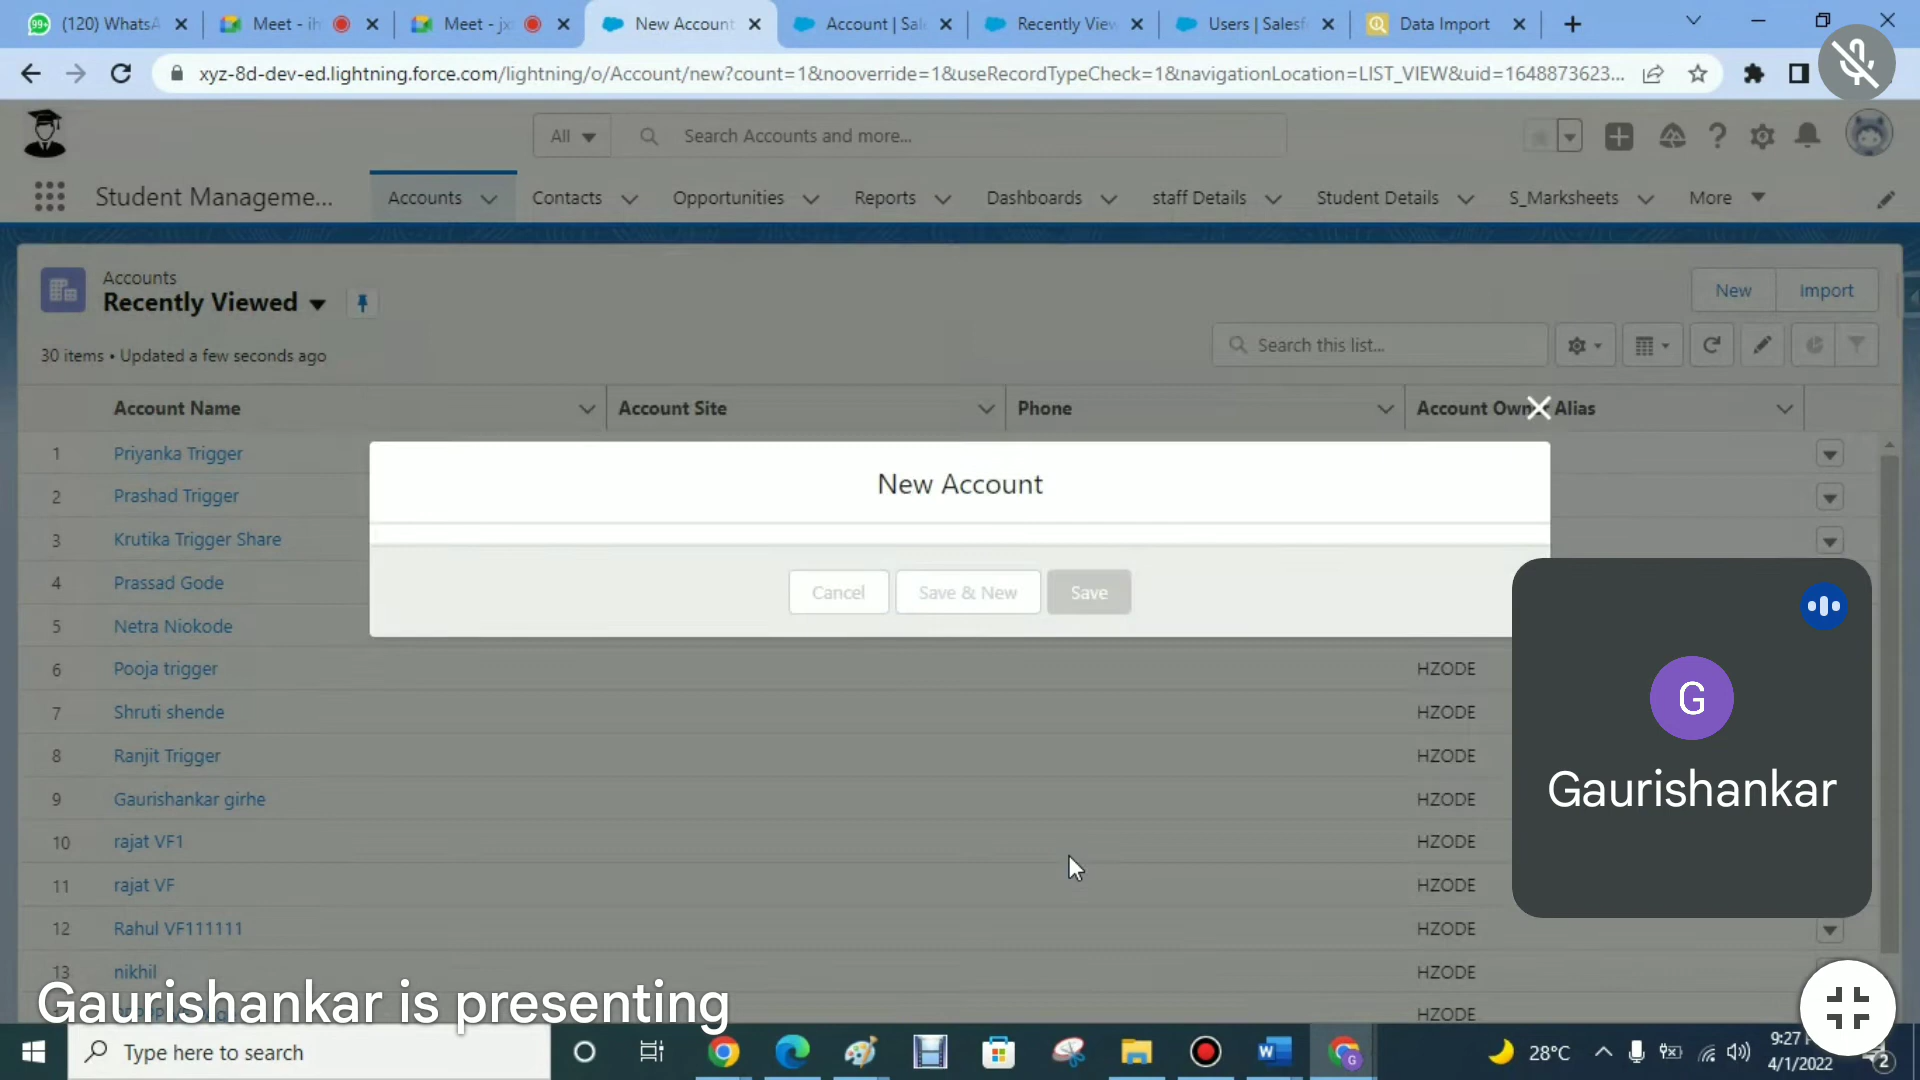 (120) WhatsA
Meet - ih
Meet - jx
New Account
Account | Sal
Recently View
Users | Salesf
Data Import
xyz-8d-dev-ed.lightning.force.com/lightning/o/Account/new?count=1&nooverride=1&useRecordTypeCheck=1&navigationLocation=LIST_VIEW&uid=1648873623...
All
Search Accounts and more...
Student Manageme...
Accounts
Contacts
Opportunities
Reports
Dashboards
staff Details
Student Details
S_Marksheets
More
Accounts
Recently Viewed
New
Import
30 items • Updated a few seconds ago
Search this list...
Account Name
Account Site
Phone
Account Owner Alias
1 Priyanka Trigger
2 Prashad Trigger
3 Krutika Trigger Share
4 Prassad Gode
5 Netra Niokode
New Account
Cancel
Save & New
Save
6 Pooja trigger HZODE
7 Shruti shende HZODE
8 Ranjit Trigger HZODE
9 Gaurishankar girhe HZODE
10 rajat VF1 HZODE
11 rajat VF HZODE
12 Rahul VF111111 HZODE
13 nikhil HZODE
HZODE
G
Gaurishankar
Gaurishankar is presenting
Type here to search
28°C
9:27
4/1/2022
2